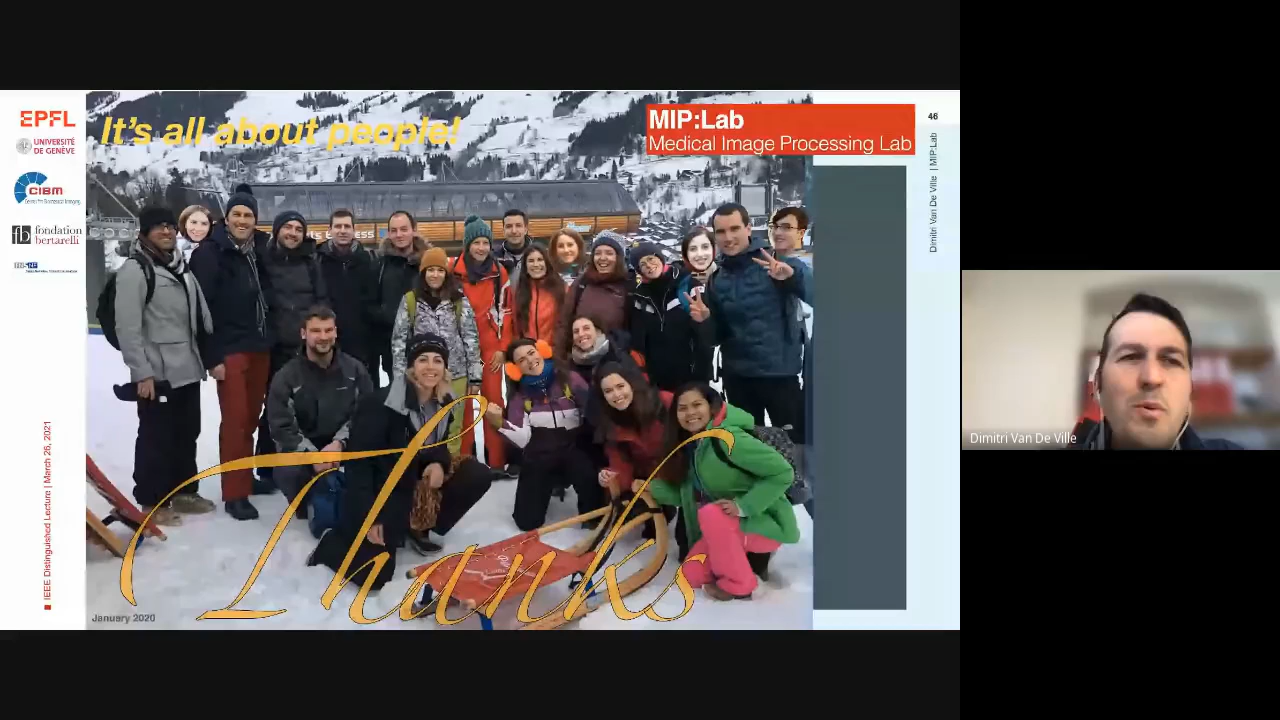 EPFL
UNIVERSITÉ
DE GENÈVE
CIBM
fondation
bertarelli
IEEE Distinguished Lecture | March 26, 2021
It's all about people!
MIP:Lab
Medical Image Processing Lab
46
Dimitri Van De Ville | MIP:Lab
Thanks
January 2020
Dimitri Van De Ville